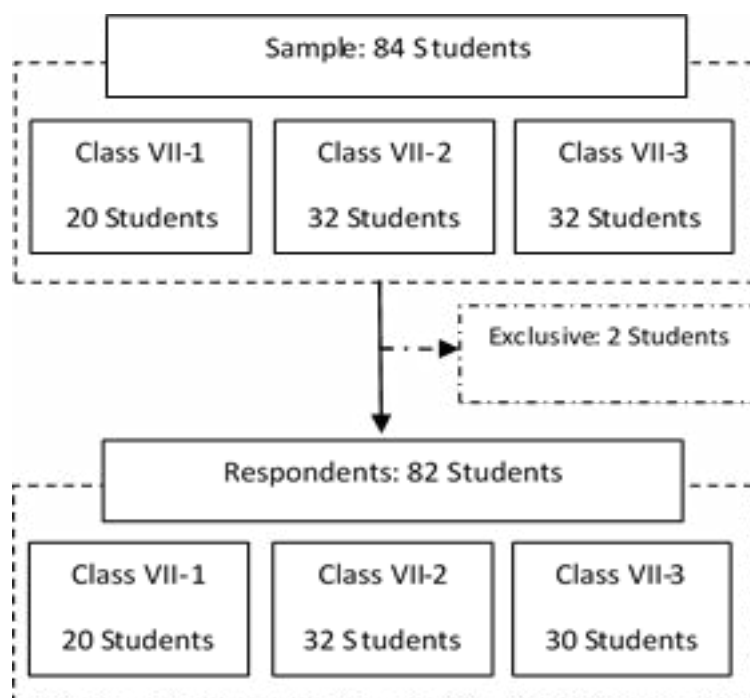 Sample: 84 Students
Class VII-1
20 Students
Class VII-2
32 Students
Class VII-3
32 Students
Exclusive: 2 Students
Respondents: 82 Students
Class VII-1
20 Students
Class VII-2
32 Students
Class VII-3
30 Students